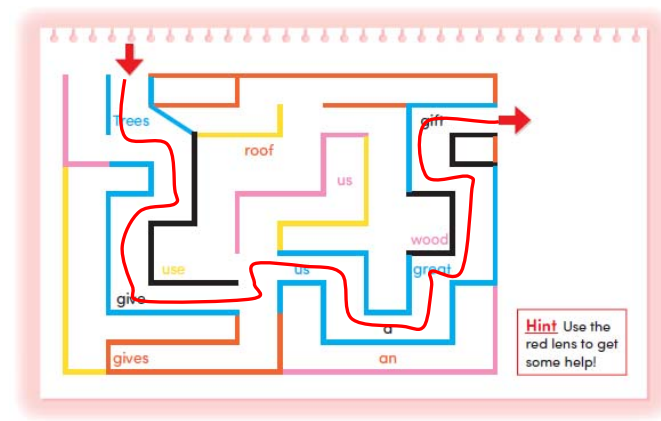 Trees
gift
roof
us
wood
use
us
great
give
a
gives
an
Hint Use the
red lens to get
some help!